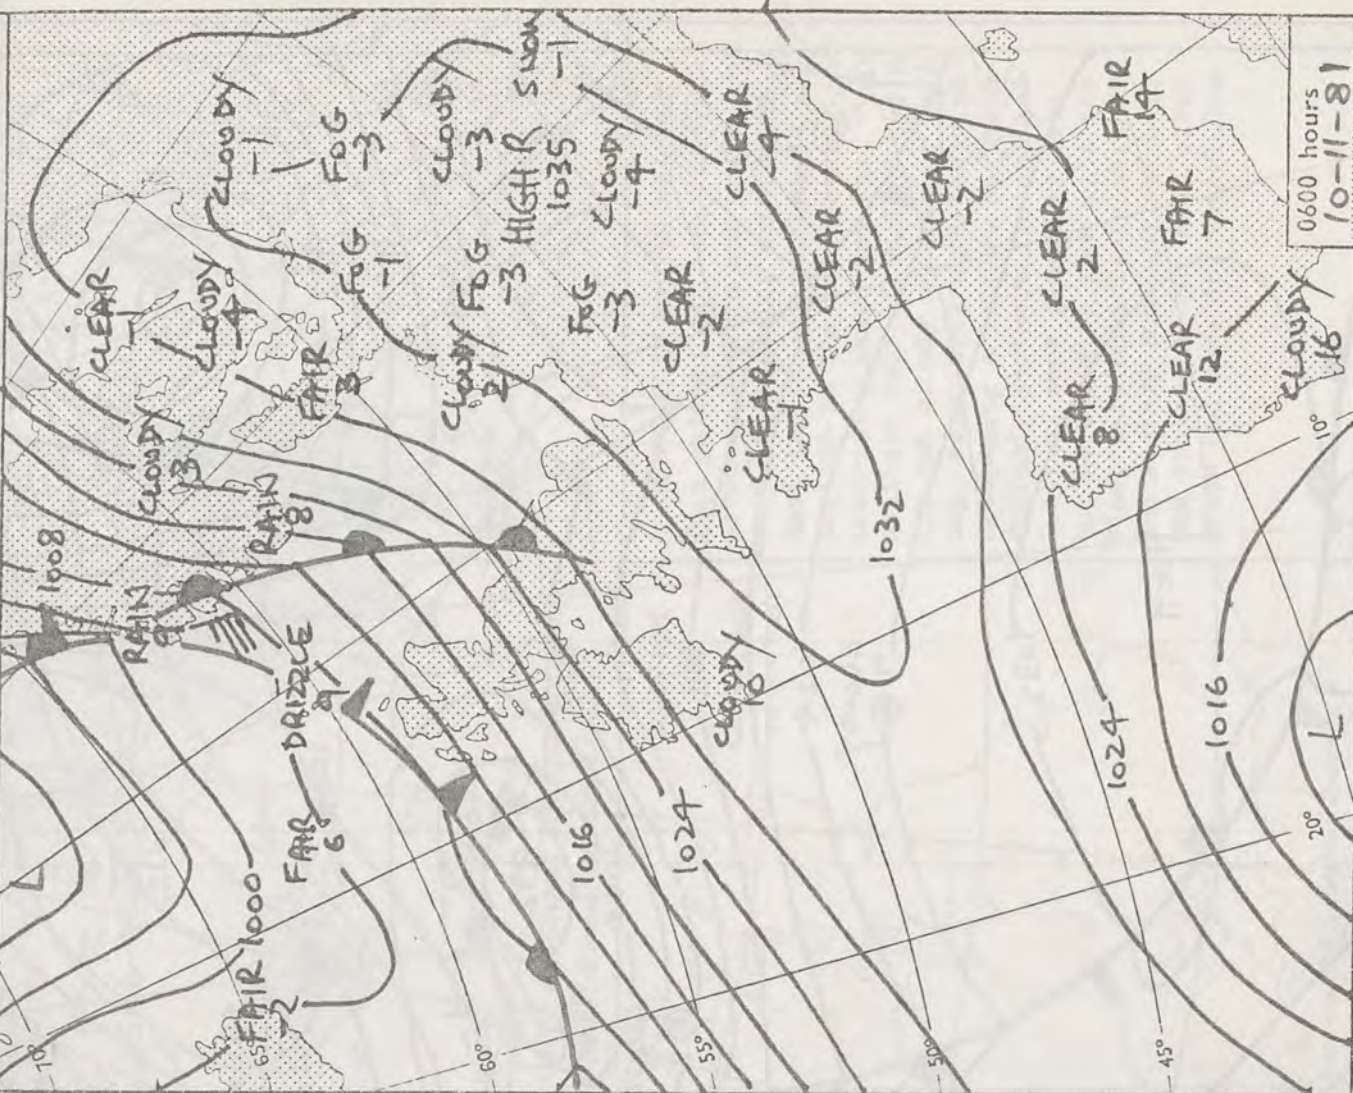 CLEAR
-1
CLOUDY
-4
CLOUDY
-1
FOG
-3
CLOUDY
-3
SNOW
-1
HIGH
1035
CLOUDY
-4
FOG
-1
FOG
-3
FOG
-3
CLEAR
-2
CLEAR
-4
CLOUDY
3
FAIR
3
CLOUDY
2
RAIN
8
1008
RAIN
DRIZZLE
9
FAIR
6
1000
FAIR
-2
L
CLEAR
-1
CLEAR
-2
CLEAR
-2
CLOUDY
10
1032
1016
1024
CLEAR
2
CLEAR
8
CLEAR
12
FAIR
7
FAIR
14
CLOUDY
16
1024
1016
L
70°
65°
60°
55°
50°
45°
20°
10°
0600 hours
10-11-81